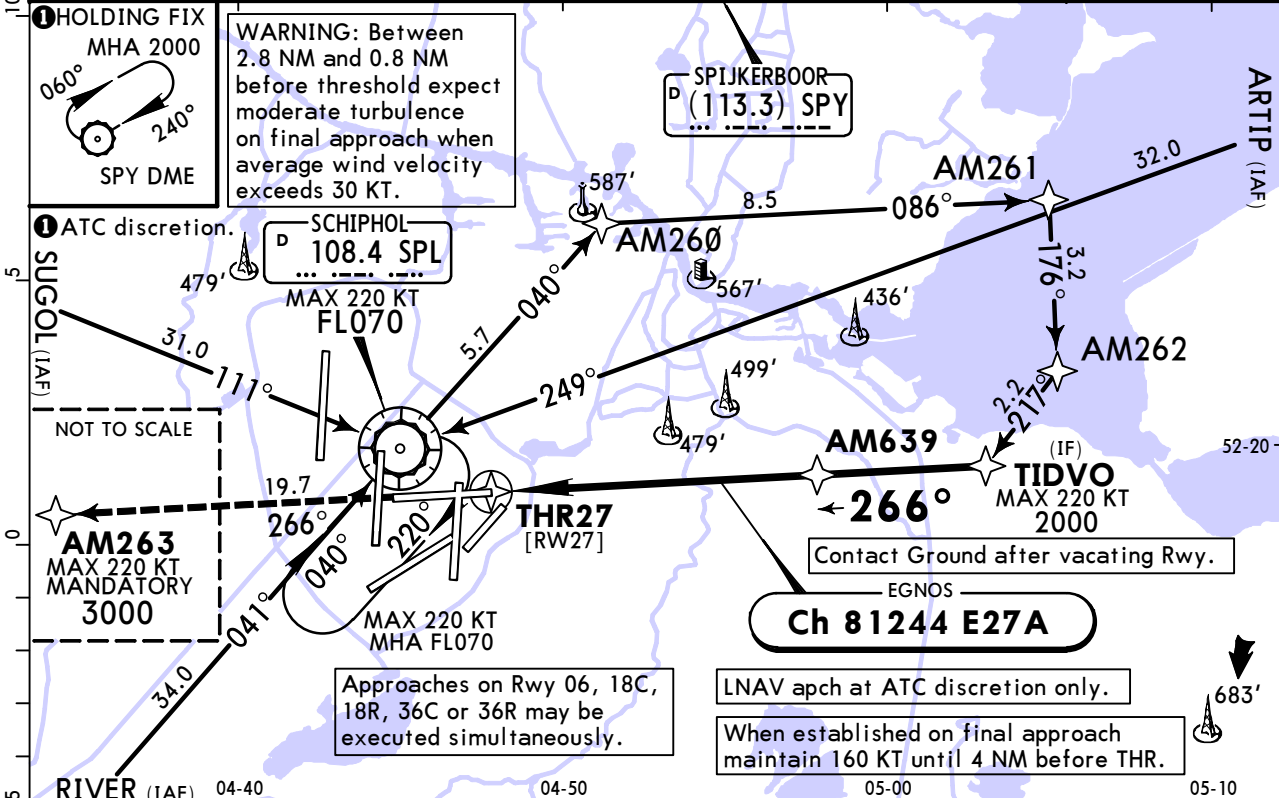 10
❶HOLDING FIX
MHA 2000
060°
240°
SPY DME
❶ATC discretion.
WARNING: Between
2.8 NM and 0.8 NM
before threshold expect
moderate turbulence
on final approach when
average wind velocity
exceeds 30 KT.
SPIJKERBOOR
D (113.3) SPY
ARTIP (IAF)
32.0
AM261
587'
8.5
086°
AM260
SCHIPHOL
D 108.4 SPL
479'
MAX 220 KT
FL070
5
SUGOL (IAF)
31.0
111°
5.7
040°
567'
436'
3.2
176°
AM262
249°
499'
479'
2.2
217°
NOT TO SCALE
AM639
(IF)
TIDVO
MAX 220 KT
2000
52-20
19.7
266°
266°
THR27
[RW27]
AM263
MAX 220 KT
MANDATORY
3000
0
040°
220°
041°
34.0
MAX 220 KT
MHA FL070
Contact Ground after vacating Rwy.
EGNOS
Ch 81244 E27A
Approaches on Rwy 06, 18C,
18R, 36C or 36R may be
executed simultaneously.
LNAV apch at ATC discretion only.
683'
When established on final approach
maintain 160 KT until 4 NM before THR.
5
RIVER (IAF)
04-40
04-50
05-00
05-10